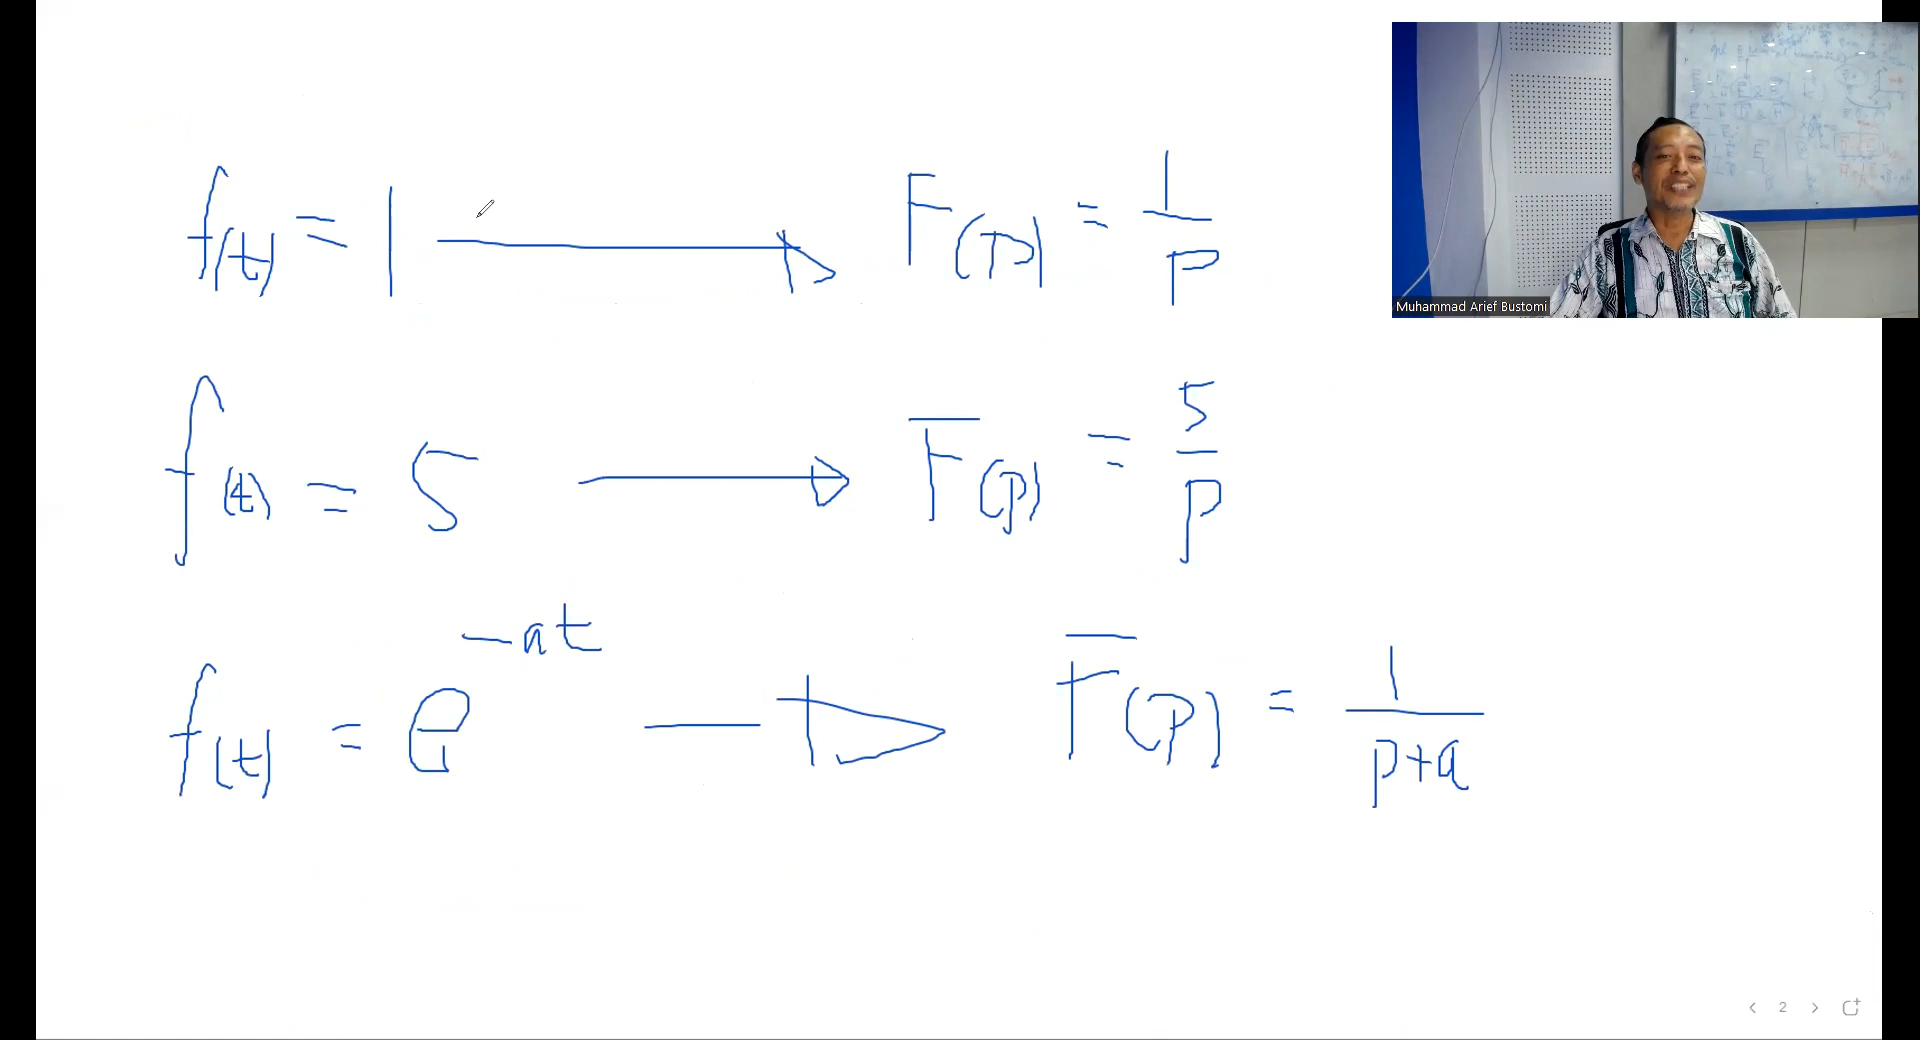 f(t) = 1 → F(p) = 1/p
f(t) = 5 → F(p) = 5/p
f(t) = e^-at → F(p) = 1/p+a
Muhammad Arief Bustomi
2